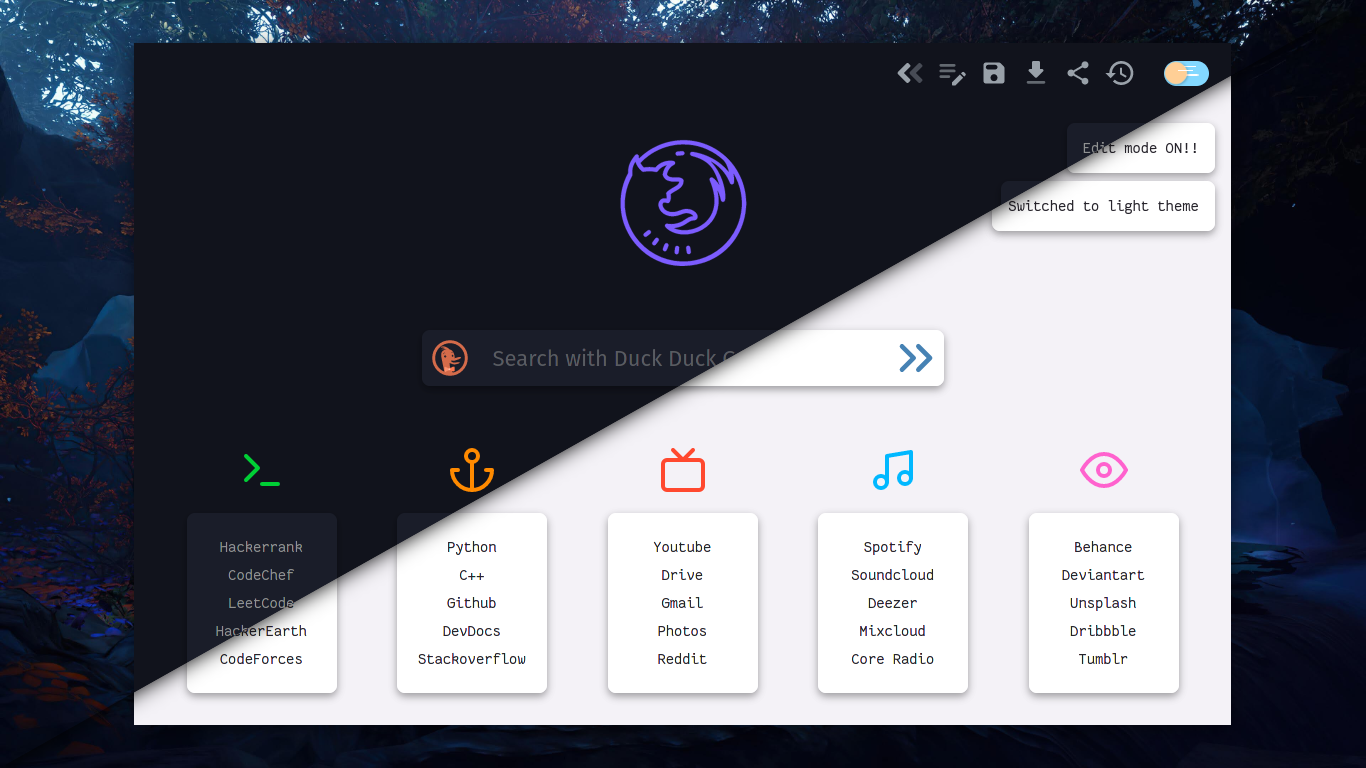 Edit mode ON!!
Switched to light theme
Search with Duck Duck
Hackerrank
CodeChef
LeetCode
HackerEarth
CodeForces
Python
C++
Github
DevDocs
Stackoverflow
Youtube
Drive
Gmail
Photos
Reddit
Spotify
Soundcloud
Deezer
Mixcloud
Core Radio
Behance
Deviantart
Unsplash
Dribbble
Tumblr